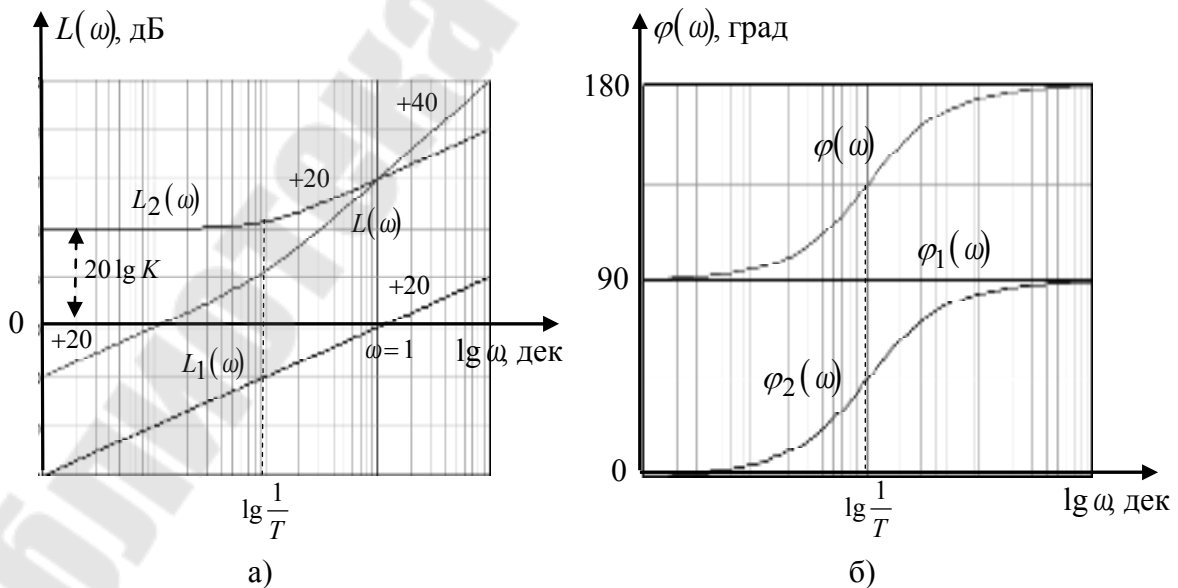 L(ω), дБ
+40
+20
L₂(ω)
L(ω)
20 lg K
+20
0
+20
L₁(ω)
ω=1
lg ω, дек
lg 1/T
а)
φ(ω), град
180
φ(ω)
φ₁(ω)
90
φ₂(ω)
0
lg 1/T
lg ω, дек
б)